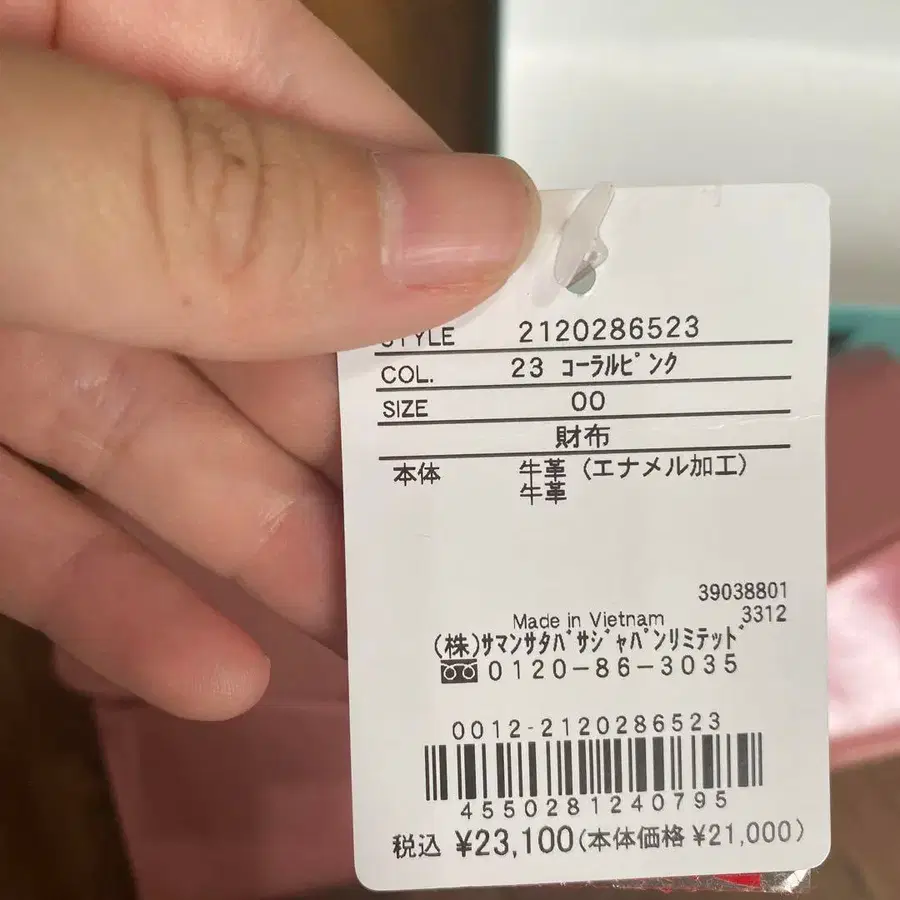 STYLE 2120286523
COL. 23 コーラルピンク
SIZE 00
財布
本体 牛革（エナメル加工）
牛革
39038801
Made in Vietnam 3312
(株)サマンサタバサジャパンリミテッド
0120-86-3035
0012-2120286523
4550281240795
税込 ¥23,100(本体価格 ¥21,000)